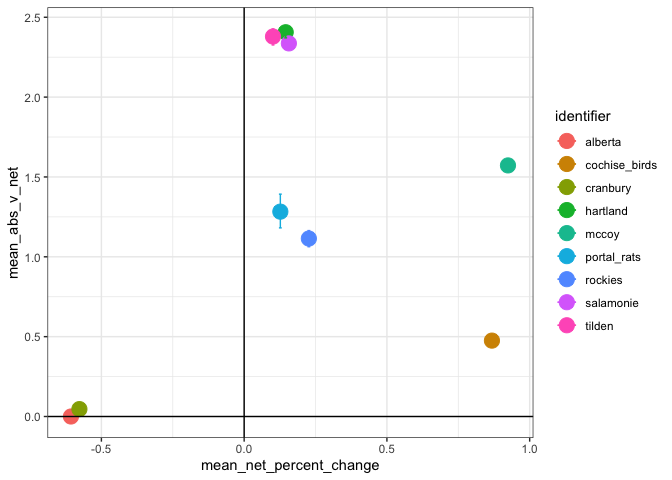 2.5
2.0
1.5
1.0
0.5
0.0
mean_abs_v_net
-0.5
0.0
0.5
1.0
mean_net_percent_change
identifier
alberta
cochise_birds
cranbury
hartland
mccoy
portal_rats
rockies
salamonie
tilden